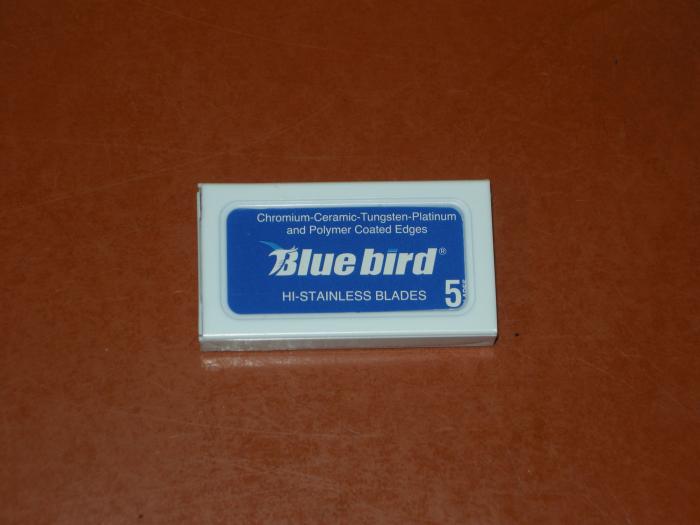 Chromium-Ceramic-Tungsten-Platinum
and Polymer Coated Edges
Blue bird®
HI-STAINLESS BLADES 5